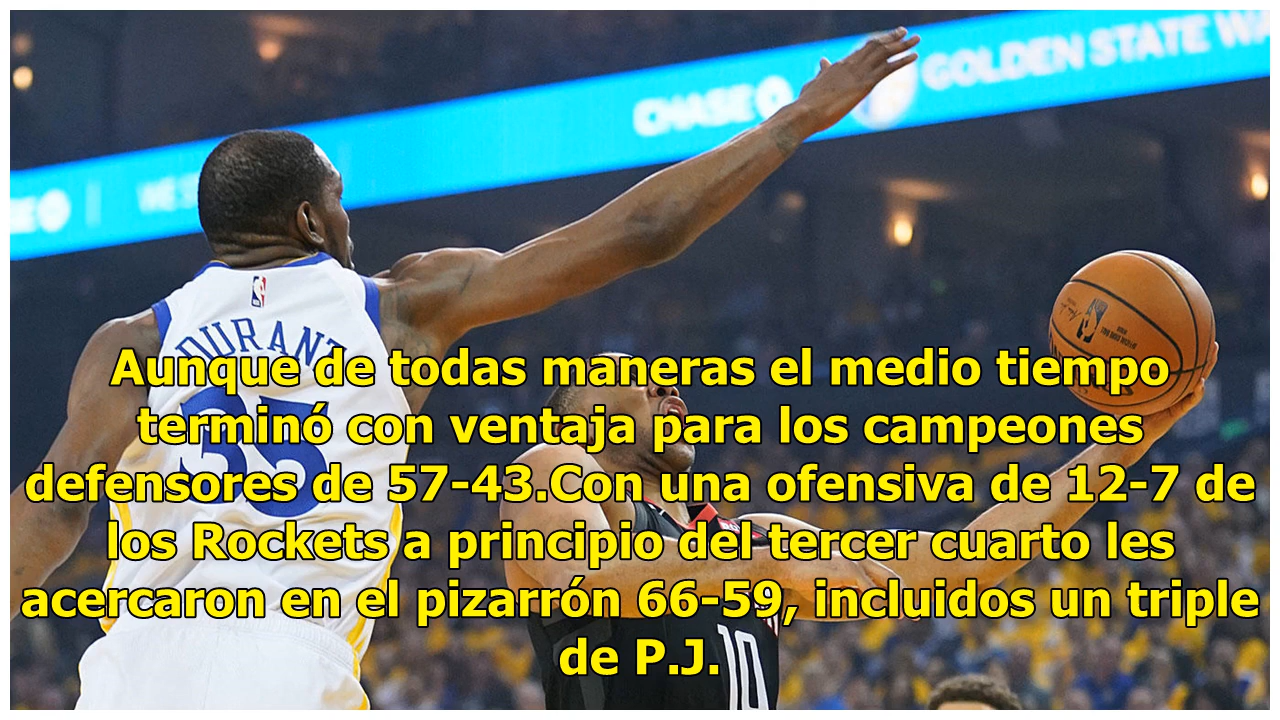 GOLDEN STATE WA
CHASE
SE
DURANT
35
Aunque de todas maneras el medio tiempo
terminó con ventaja para los campeones
defensores de 57-43.Con una ofensiva de 12-7 de
los Rockets a principio del tercer cuarto les
acercaron en el pizarrón 66-59, incluidos un triple
de P.J.
10